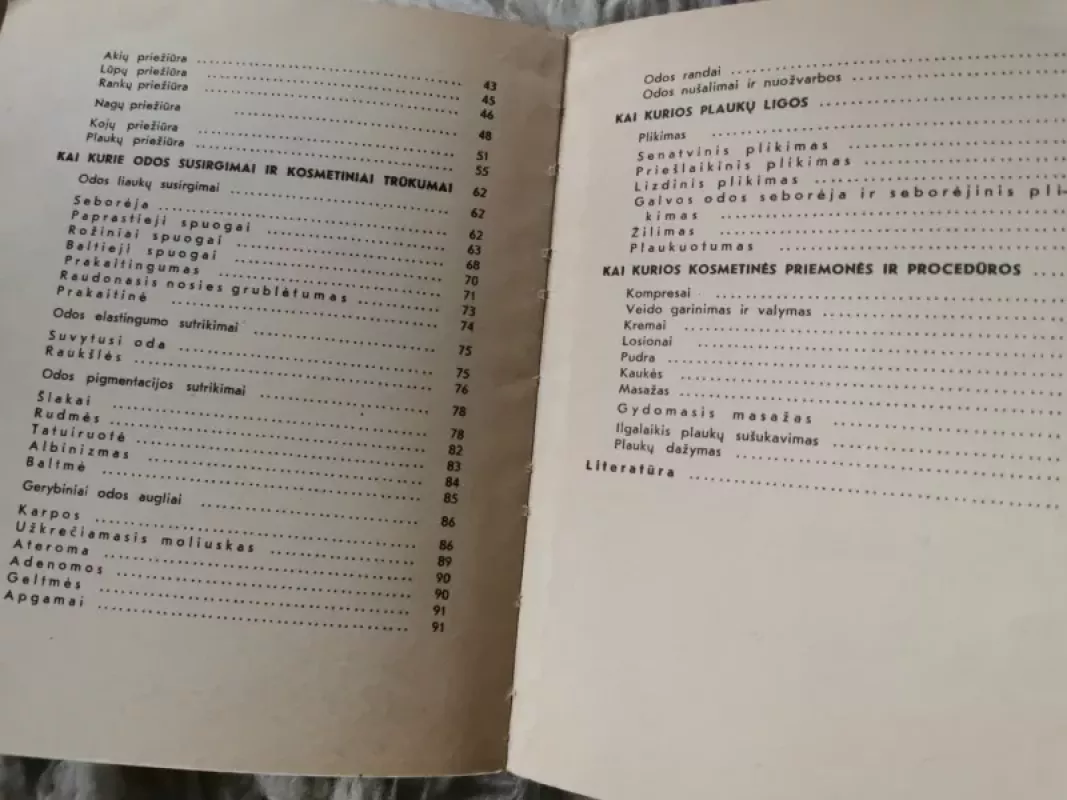 Akių priežiūra ........ 43
Lūpų priežiūra ........ 45
Rankų priežiūra ........ 46
Nagų priežiūra ........ 48
Kojų priežiūra ........ 51
Plaukų priežiūra ........ 55
KAI KURIE ODOS SUSIRGIMAI IR KOSMETINIAI TRŪKUMAI 62
Odos liaukų susirgimai ........ 62
Seborėja ........ 62
Paprastieji spuogai ........ 63
Rožiniai spuogai ........ 68
Baltieji spuogai ........ 70
Prakaitingumas ........ 71
Raudonasis nosies grublėtumas ........ 73
Prakaitinė ........ 74
Odos elastingumo sutrikimai ........ 75
Suvytusi oda ........ 75
Raukšlės ........ 76
Odos pigmentacijos sutrikimai ........ 78
Šlakai ........ 78
Rudmės ........ 82
Tatuiruotė ........ 83
Albinizmas ........ 84
Baltmė ........ 85
Gerybiniai odos augliai ........ 86
Karpos ........ 86
Užkrečiamasis moliuskas ........ 89
Ateroma ........ 90
Adenomos ........ 90
Geltmės ........ 91
Apgamai ........ 91
Odos randai ........
Odos nušalimai ir nuožvarbos ........
KAI KURIOS PLAUKŲ LIGOS ........
Plikimas ........
Senatvinis plikimas ........
Priešlaikinis plikimas ........
Lizdinis plikimas ........
Galvos odos seborėja ir seborėjinis pli-
kimas ........
Žilimas ........
Plaukuotumas ........
KAI KURIOS KOSMETINĖS PRIEMONĖS IR PROCEDŪROS ........
Kompresai ........
Veido garinimas ir valymas ........
Kremai ........
Losionai ........
Pudra ........
Kaukės ........
Masažas ........
Gydomasis masažas ........
Ilgalaikis plaukų sušukavimas ........
Plaukų dažymas ........
Literatūra ........